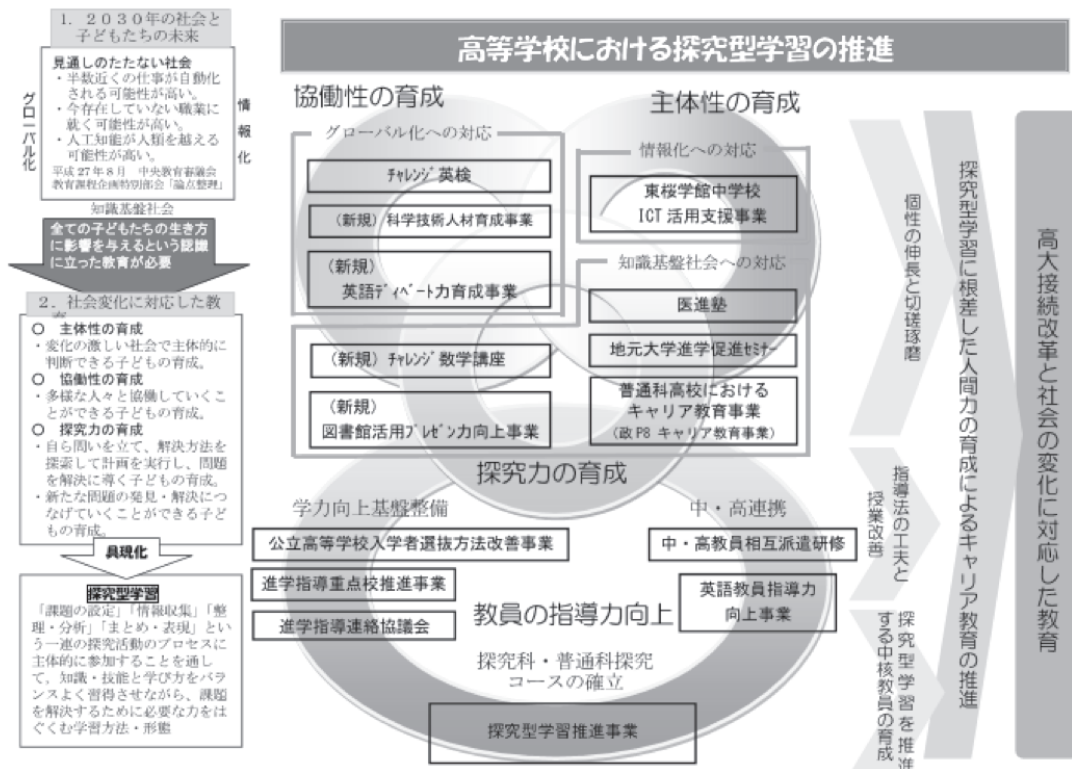 １．２０３０年の社会と
子どもたちの未来
グローバル化
見通しのたたない社会
・半数近くの仕事が自動化
される可能性が高い。
・今存在していない職業に
就く可能性が高い。
・人工知能が人類を越える
可能性が高い。
平成27年8月　中央教育審議会
教育課程企画特別部会「論点整理」
情報化
知識基盤社会
全ての子どもたちの生き方
に影響を与えるという認識
に立った教育が必要
２．社会変化に対応した教
○　主体性の育成
・変化の激しい社会で主体的に
判断できる子どもの育成。
○　協働性の育成
・多様な人々と協働していくこ
とができる子どもの育成。
○　探究力の育成
・自ら問いを立て、解決方法を
探索して計画を実行し、問題
を解決に導く子どもの育成。
・新たな問題の発見・解決につ
なげていくことができる子ど
もの育成。
具現化
探究型学習
「課題の設定」「情報収集」「整
理・分析」「まとめ・表現」とい
う一連の探究活動のプロセスに
主体的に参加することを通し
て，知識・技能と学び方をバラ
ンスよく習得させながら、課題
を解決するために必要な力をは
ぐくむ学習方法・形態
高等学校における探究型学習の推進
協働性の育成
グローバル化への対応
ﾁｬﾚﾝｼﾞ英検
（新規）科学技術人材育成事業
（新規）
英語ﾃﾞｨﾍﾞｰﾄ力育成事業
主体性の育成
情報化への対応
東桜学館中学校
ICT 活用支援事業
知識基盤社会への対応
医進塾
地元大学進学促進ｾﾐﾅｰ
普通科高校における
キャリア教育事業
（政P8 キャリア教育事業）
（新規）ﾁｬﾚﾝｼﾞ数学講座
（新規）
図書館活用ﾌﾟﾚｾﾞﾝ力向上事業
探究力の育成
学力向上基盤整備
公立高等学校入学者選抜方法改善事業
進学指導重点校推進事業
進学指導連絡協議会
中・高連携
中・高教員相互派遣研修
英語教員指導力
向上事業
教員の指導力向上
探究科・普通科探究
コースの確立
探究型学習推進事業
個性の伸長と切磋琢磨
指導法の工夫と
授業改善
探究型学習を推進
する中核教員の育成
探究型学習に根差した人間力の育成によるキャリア教育の推進
高大接続改革と社会の変化に対応した教育